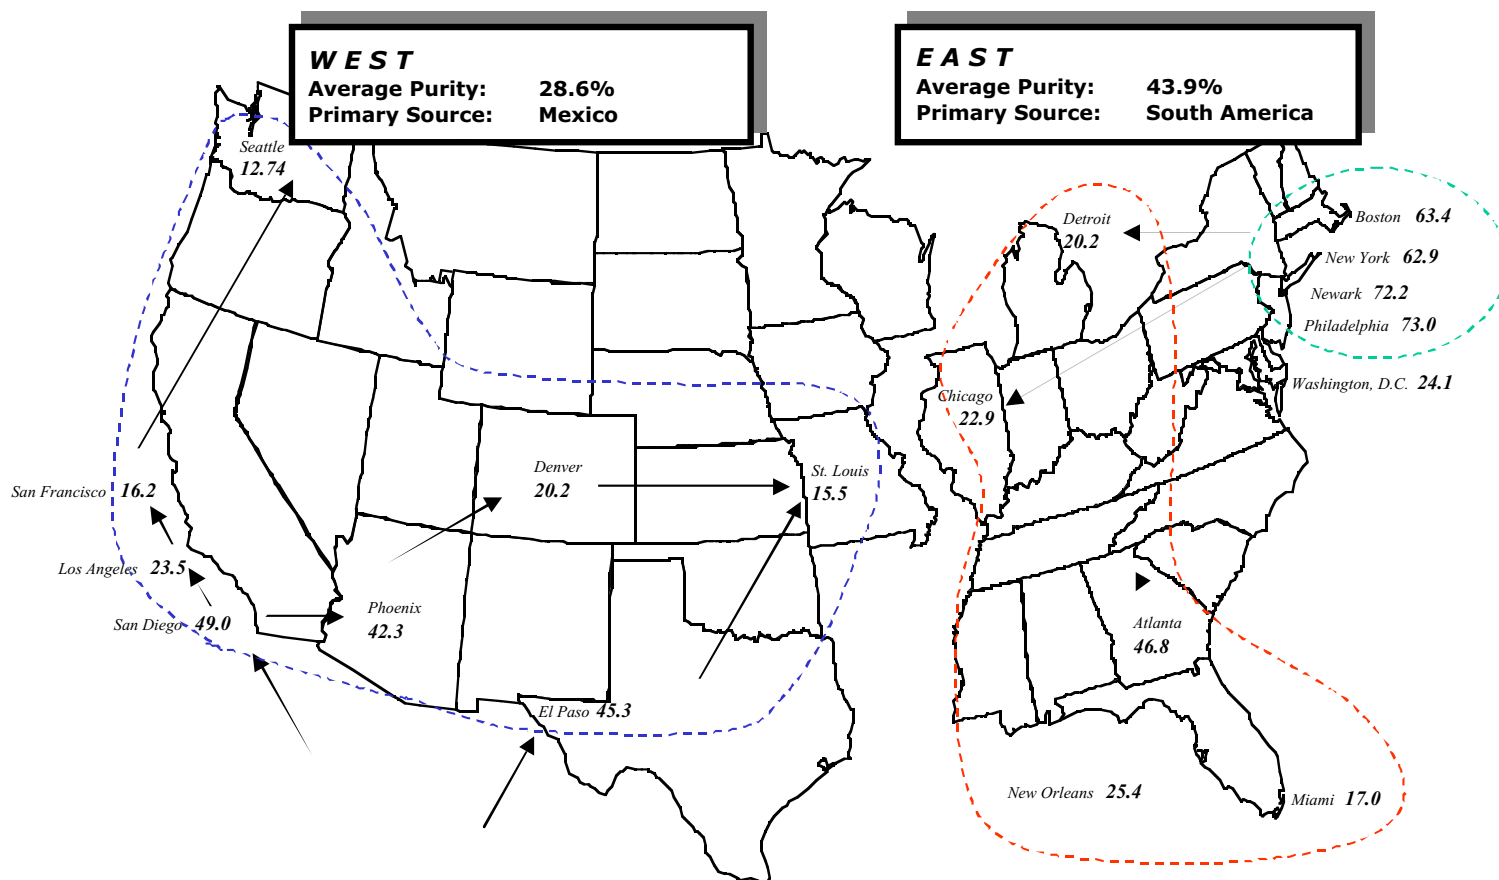 WEST
Average Purity: 28.6%
Primary Source: Mexico
EAST
Average Purity: 43.9%
Primary Source: South America
Seattle
12.74
Detroit
20.2
Boston 63.4
New York 62.9
Newark 72.2
Philadelphia 73.0
Washington, D.C. 24.1
Chicago
22.9
Denver
20.2
St. Louis
15.5
San Francisco 16.2
Los Angeles 23.5
San Diego 49.0
Phoenix
42.3
Atlanta
46.8
El Paso 45.3
New Orleans 25.4
Miami 17.0